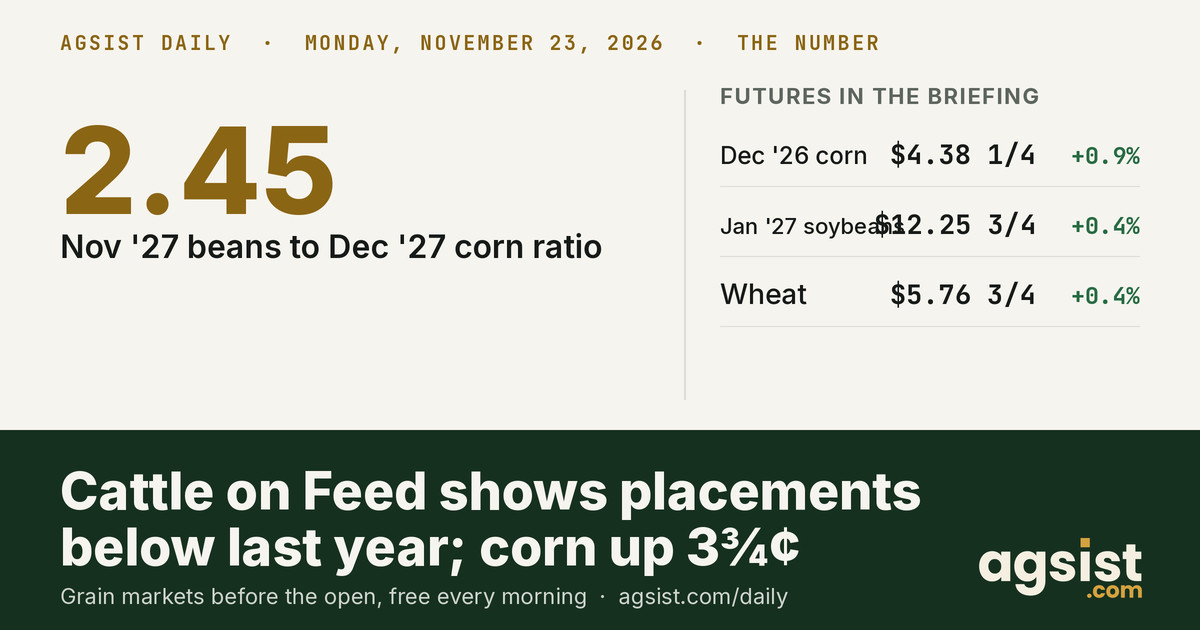 AGSIST DAILY · MONDAY, NOVEMBER 23, 2026 · THE NUMBER
2.45
Nov '27 beans to Dec '27 corn ratio
FUTURES IN THE BRIEFING
Dec '26 corn $4.38 1/4 +0.9%
Jan '27 soybeans $12.25 3/4 +0.4%
Wheat $5.76 3/4 +0.4%
Cattle on Feed shows placements
below last year; corn up 3¾¢
Grain markets before the open, free every morning · agsist.com/daily
agsist
.com